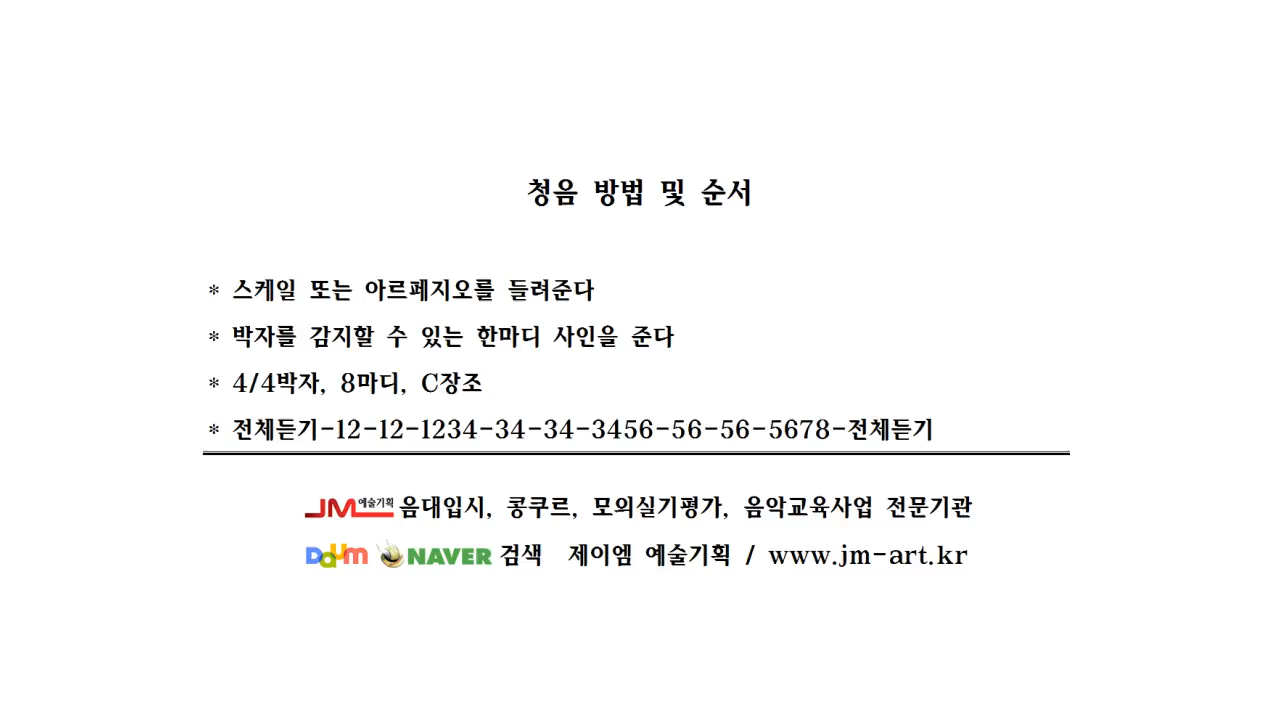 청음 방법 및 순서
* 스케일 또는 아르페지오를 들려준다
* 박자를 감지할 수 있는 한마디 사인을 준다
* 4/4박자, 8마디, C장조
* 전체듣기-12-12-1234-34-34-3456-56-56-5678-전체듣기
JM 예술기획 음대입시, 콩쿠르, 모의실기평가, 음악교육사업 전문기관
Daum NAVER 검색 제이엠 예술기획 / www.jm-art.kr